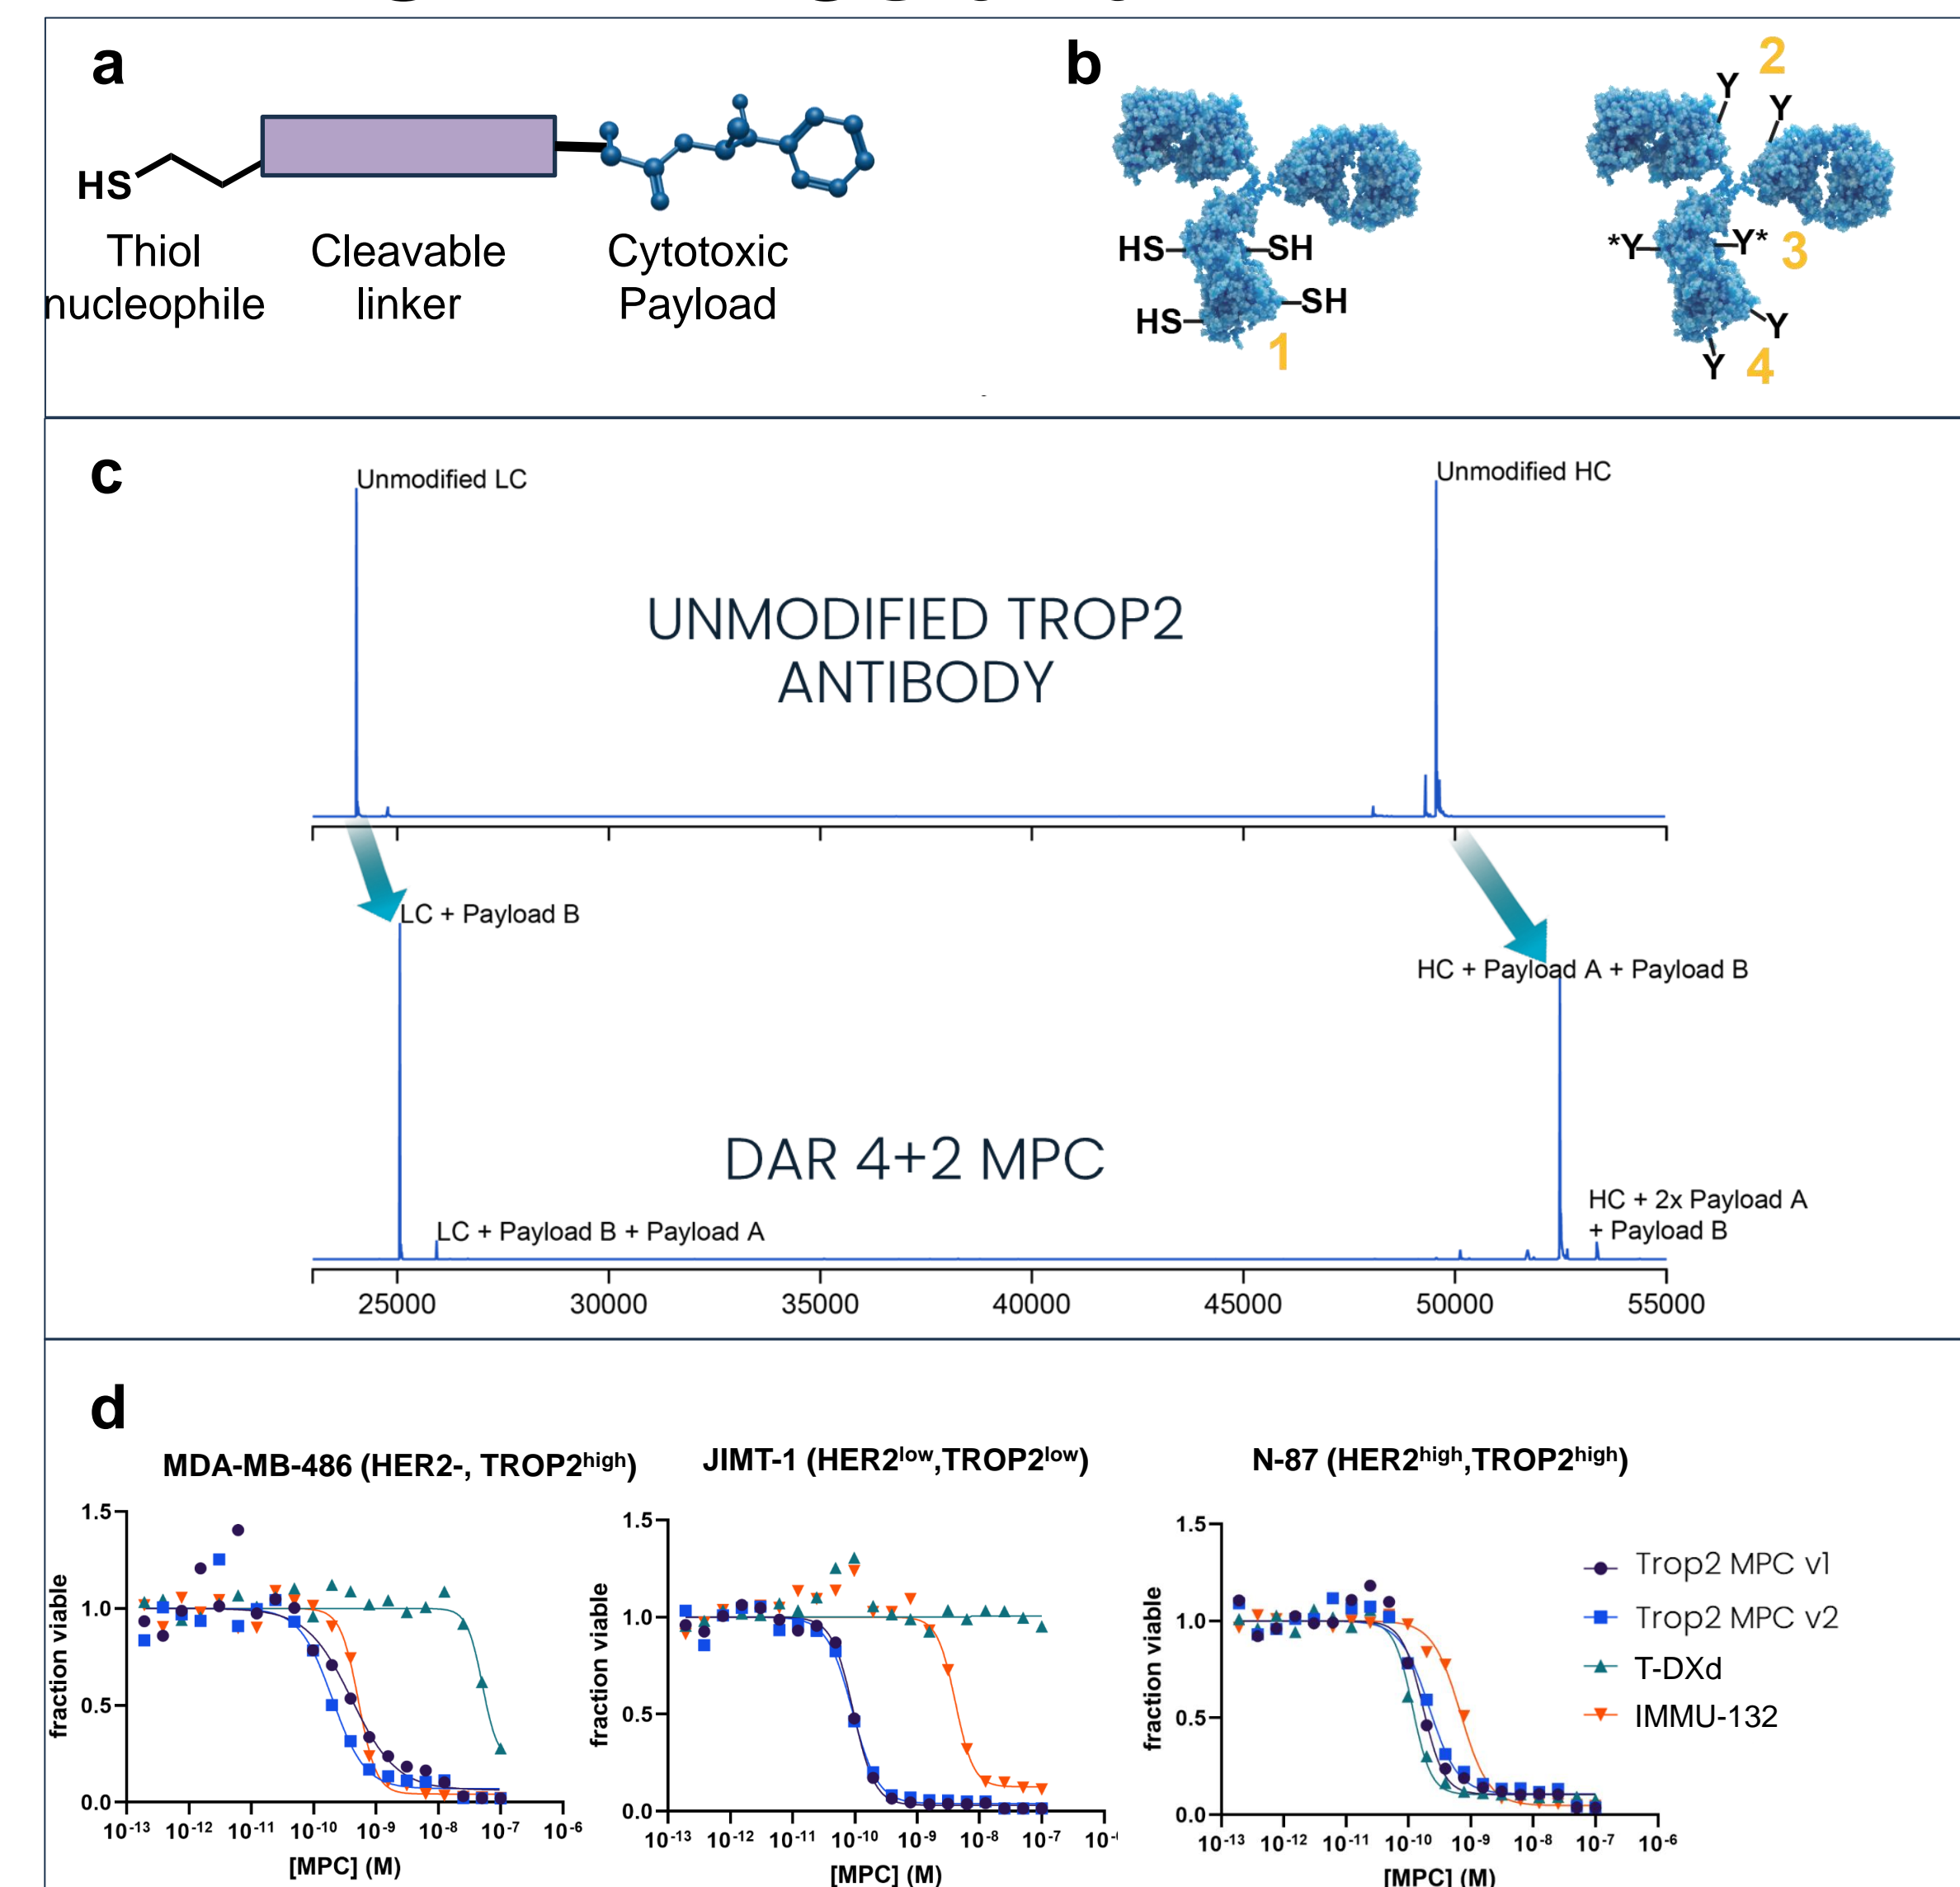 a
HS
Thiol
nucleophile
Cleavable
linker
Cytotoxic
Payload
b
HS
SH
HS
SH
1
Y
2
Y
*Y
Y*
3
Y
Y
4
c
Unmodified LC
Unmodified HC
UNMODIFIED TROP2
ANTIBODY
LC + Payload B
HC + Payload A + Payload B
DAR 4+2 MPC
LC + Payload B + Payload A
HC + 2x Payload A
+ Payload B
25000 30000 35000 40000 45000 50000 55000
d
MDA-MB-486 (HER2-, TROP2high)
1.5
1.0
0.5
0.0
fraction viable
10-13 10-12 10-11 10-10 10-9 10-8 10-7 10-6
[MPC] (M)
JIMT-1 (HER2low,TROP2low)
1.5
1.0
0.5
0.0
fraction viable
10-13 10-12 10-11 10-10 10-9 10-8 10-7
[MPC] (M)
N-87 (HER2high,TROP2high)
1.5
1.0
0.5
0.0
fraction viable
10-13 10-12 10-11 10-10 10-9 10-8 10-7 10-6
[MPC] (M)
Trop2 MPC v1
Trop2 MPC v2
T-DXd
IMMU-132